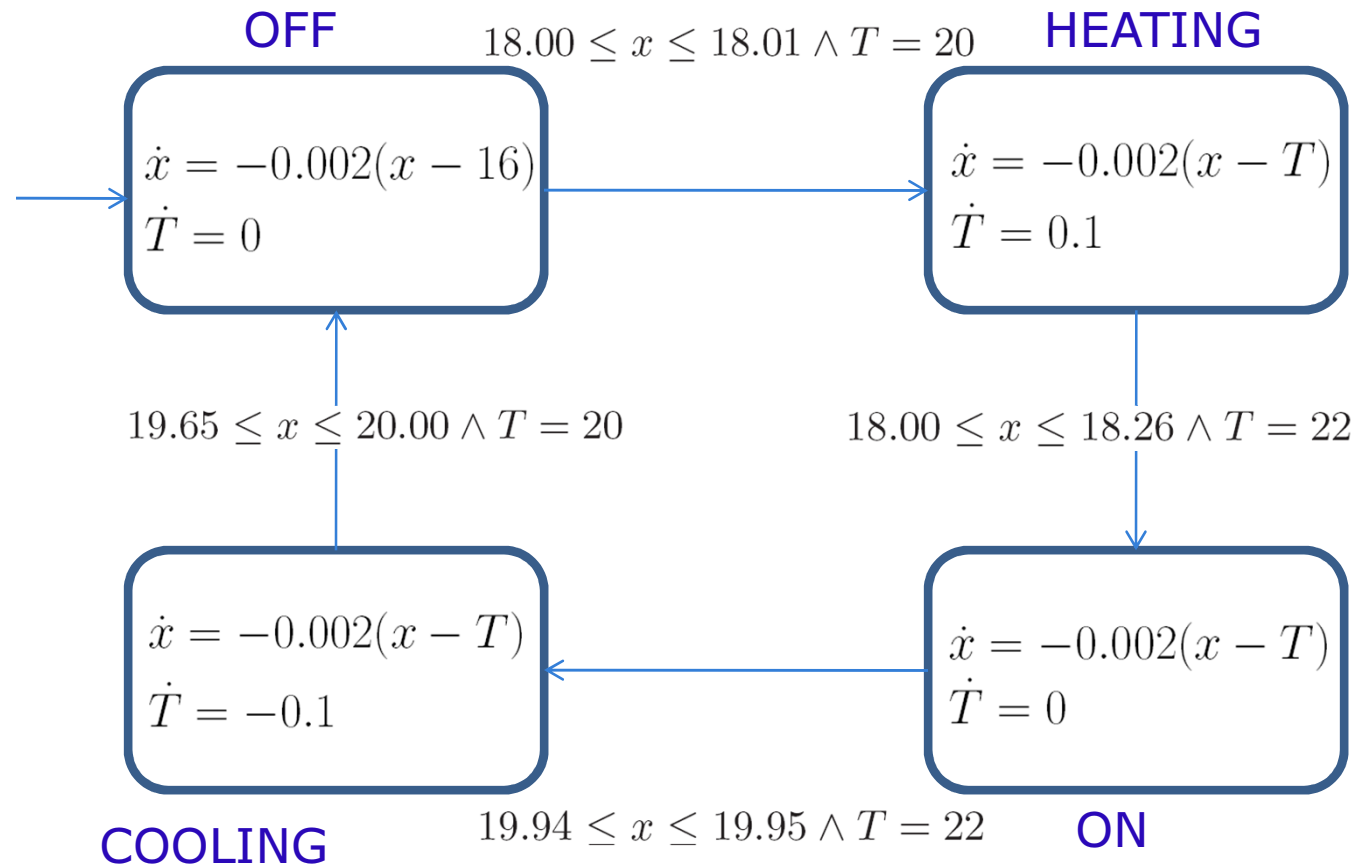 OFF
18.00 ≤ x ≤ 18.01 ∧ T = 20
HEATING
ẋ = −0.002(x − 16)
Ṫ = 0
ẋ = −0.002(x − T)
Ṫ = 0.1
19.65 ≤ x ≤ 20.00 ∧ T = 20
18.00 ≤ x ≤ 18.26 ∧ T = 22
ẋ = −0.002(x − T)
Ṫ = −0.1
ẋ = −0.002(x − T)
Ṫ = 0
COOLING
19.94 ≤ x ≤ 19.95 ∧ T = 22
ON